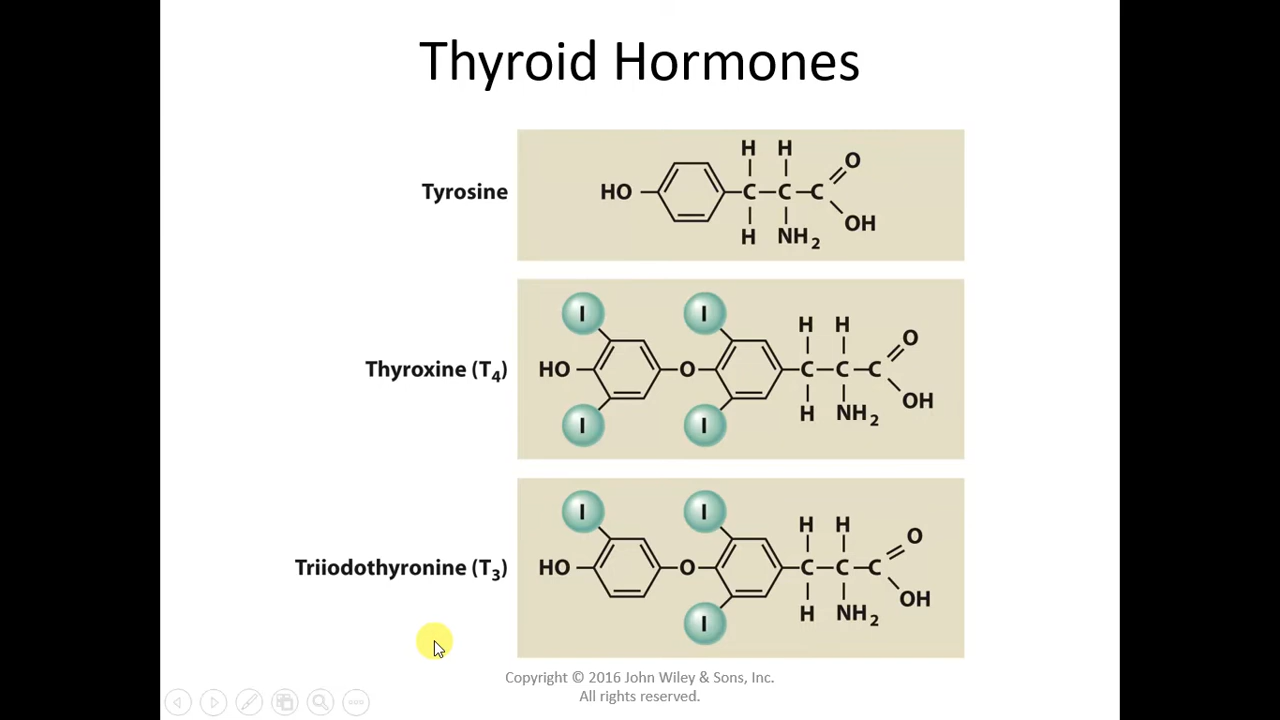 Thyroid Hormones
H H
O
Tyrosine HO C C C
OH
H NH2
I I
H H
O
Thyroxine (T4) HO O C C C
OH
H NH2
I I
I I
H H
O
Triiodothyronine (T3) HO O C C C
OH
H NH2
I
Copyright © 2016 John Wiley & Sons, Inc.
All rights reserved.